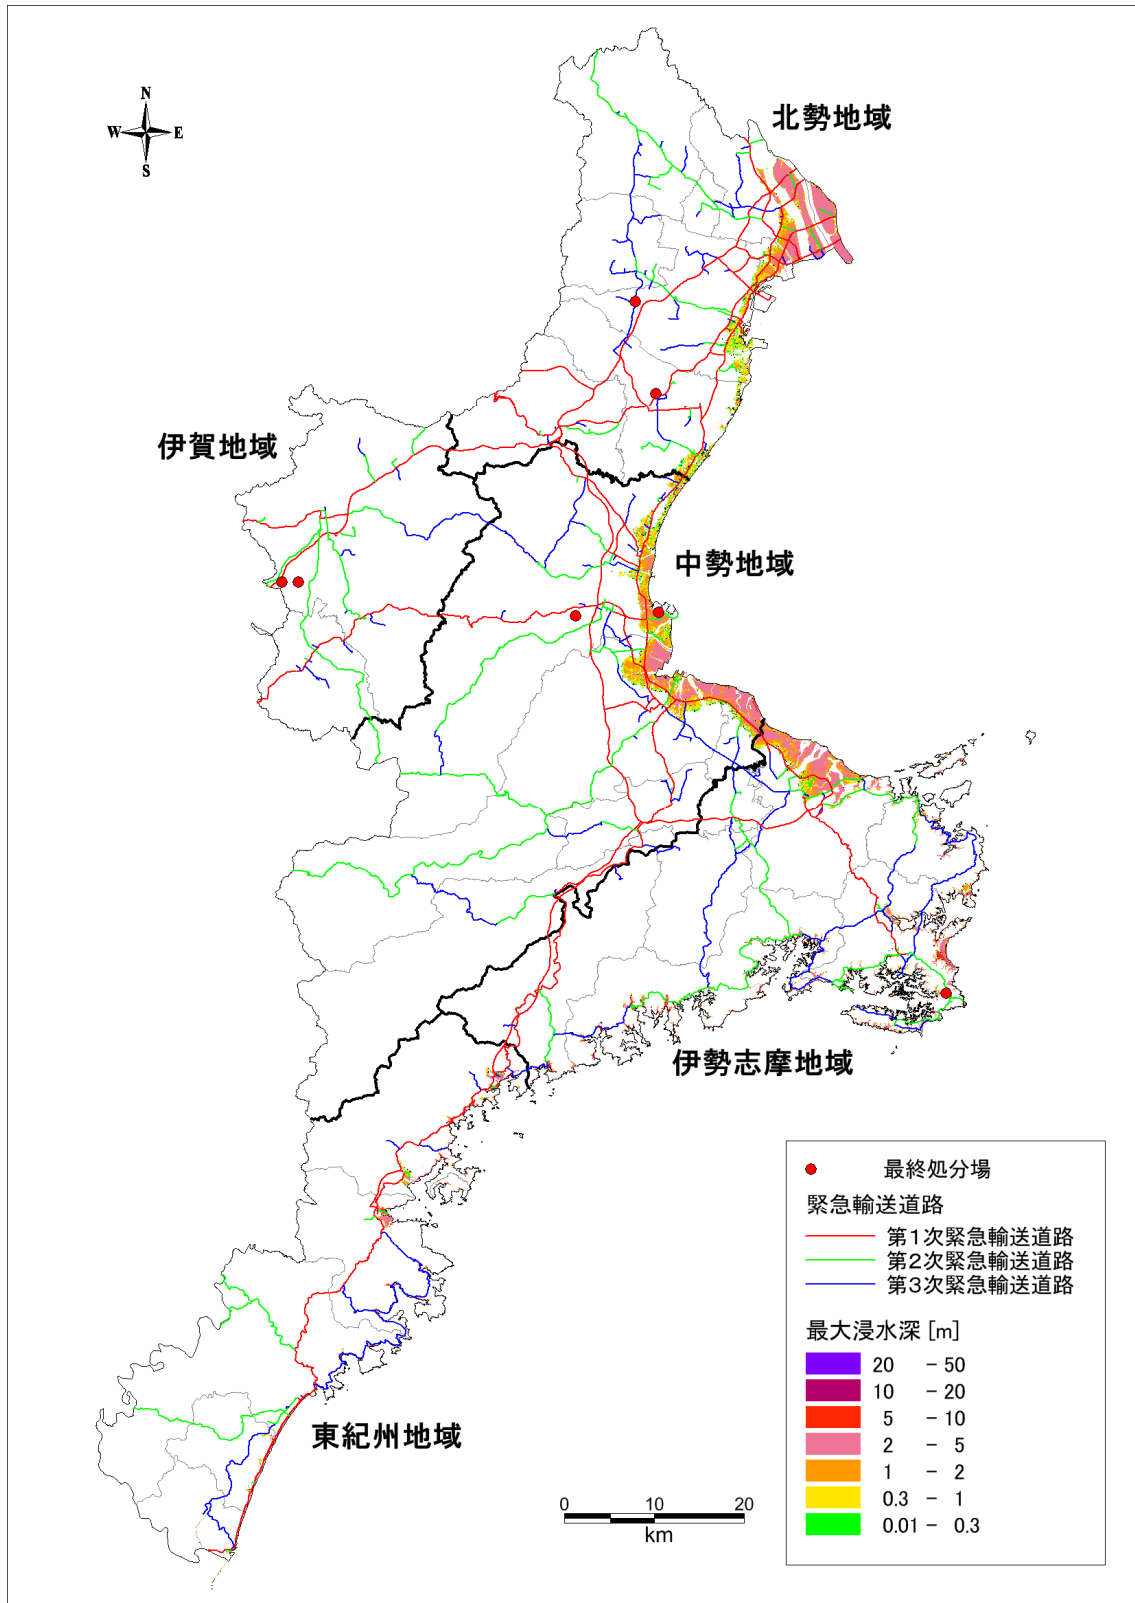 N
W E
S
北勢地域
伊賀地域
中勢地域
伊勢志摩地域
東紀州地域
最終処分場
緊急輸送道路
第1次緊急輸送道路
第2次緊急輸送道路
第3次緊急輸送道路
最大浸水深 [m]
20 - 50
10 - 20
5 - 10
2 - 5
1 - 2
0.3 - 1
0.01 - 0.3
0 10 20
km